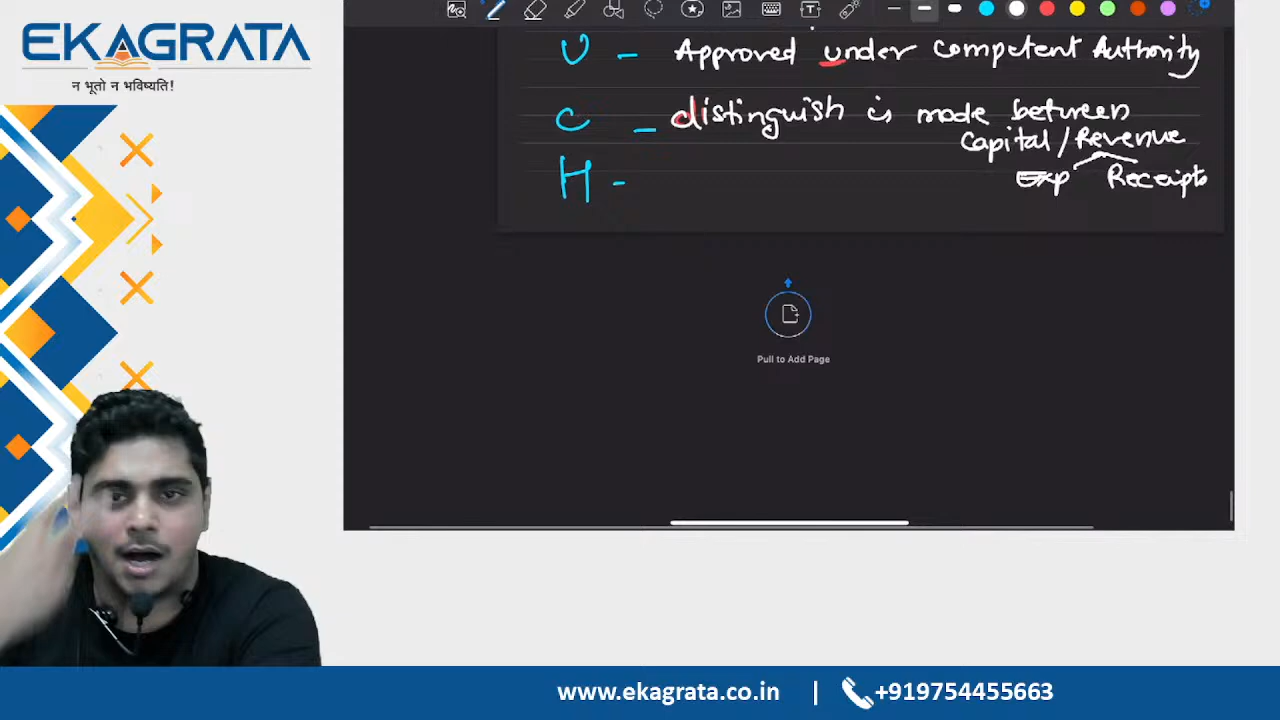 EKAGRATA
न भूतो न भविष्यति!
U - Approved under competent Authority
C - distinguish is made between
Capital / Revenue
Exp Receipts
H -
Pull to Add Page
www.ekagrata.co.in | +919754455663